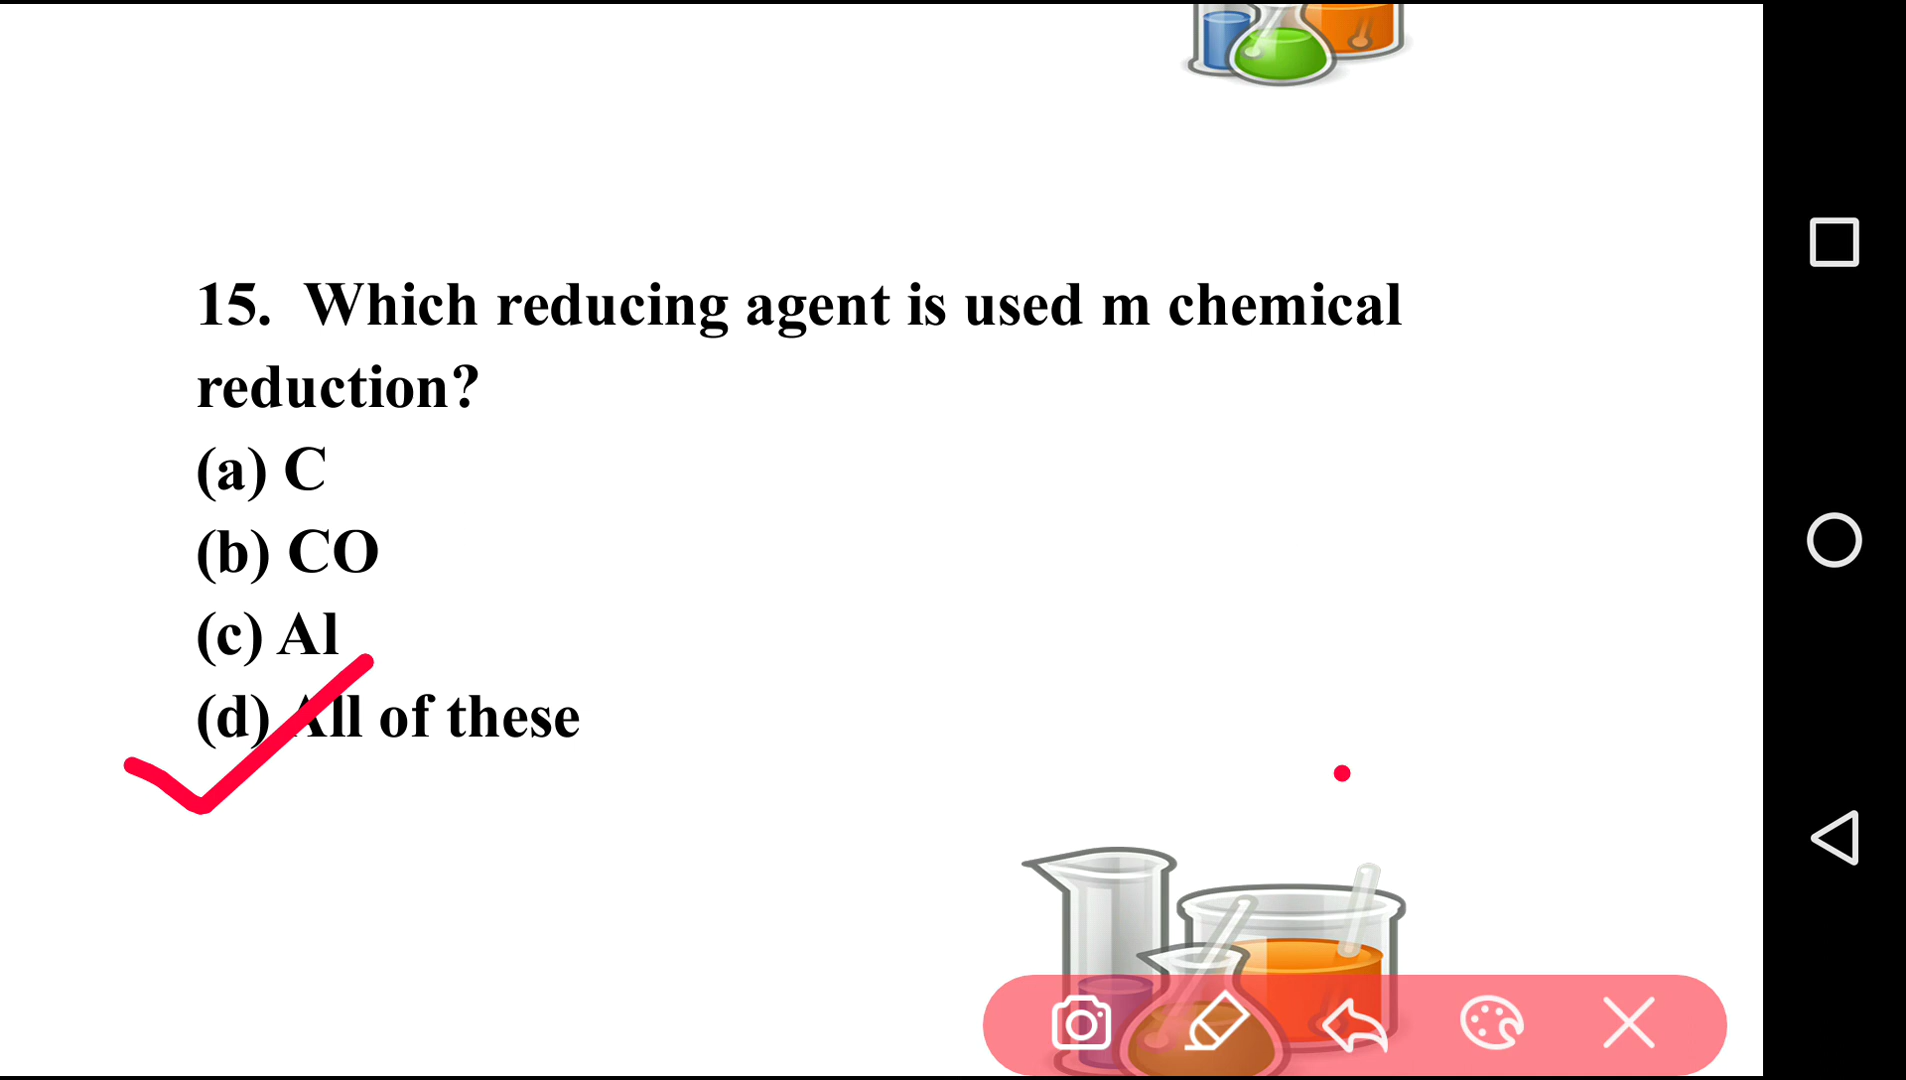 15. Which reducing agent is used m chemical
reduction?
(a) C
(b) CO
(c) Al
(d) All of these